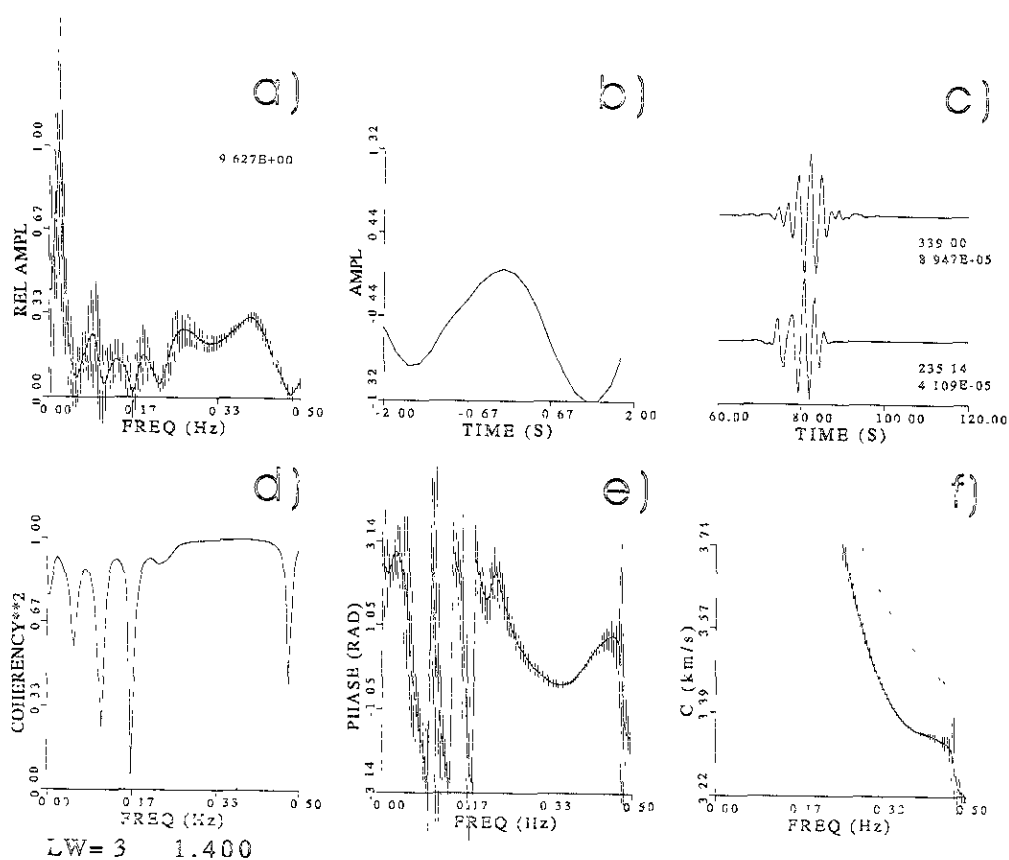 a)
9 627E+00
REL AMPL
1 00
0 67
0 33
0 00
0 00 0 17 0 33 0 50
FREQ (Hz)
b)
AMPL
1 32
0 44
-0 44
-1 32
-2 00 -0 67 0 67 2 00
TIME (S)
c)
339 00
8 947E-05
235 14
4 109E-05
60.00 80 00 100 00 120.00
TIME (S)
d)
COHERENCY**2
1 00
0 67
0 33
0 00
0 00 0 17 0 33 0 50
FREQ (Hz)
LW= 3 1.400
e)
PHASE (RAD)
3 14
1 05
-1 05
3 14
0 00 0 17 0 33 0 50
FREQ (Hz)
f)
C (km/s)
3.74
3.57
3 39
3.22
0 00 0 17 0 33 0 50
FREQ (Hz)